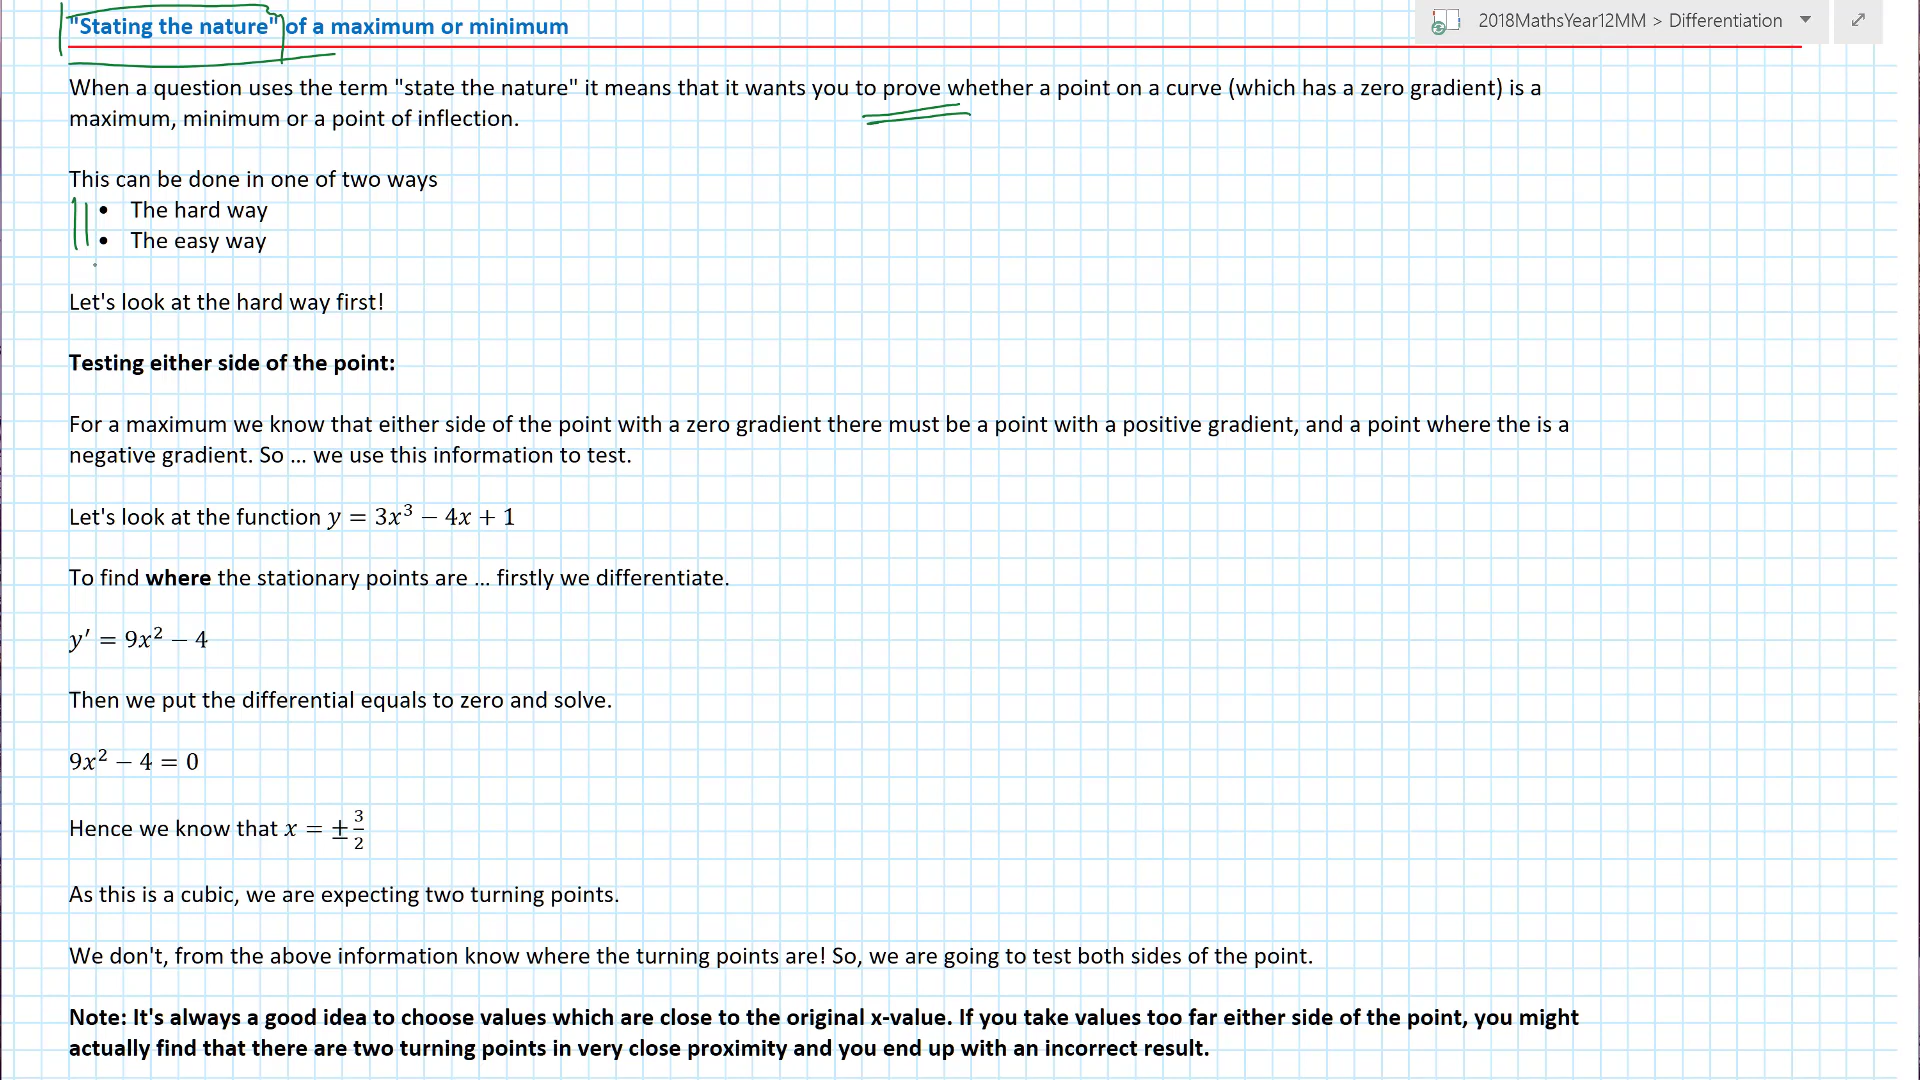 "Stating the nature" of a maximum or minimum
2018MathsYear12MM > Differentiation
When a question uses the term "state the nature" it means that it wants you to prove whether a point on a curve (which has a zero gradient) is a
maximum, minimum or a point of inflection.
This can be done in one of two ways
• The hard way
• The easy way
Let's look at the hard way first!
Testing either side of the point:
For a maximum we know that either side of the point with a zero gradient there must be a point with a positive gradient, and a point where the is a
negative gradient. So ... we use this information to test.
Let's look at the function y = 3x³ − 4x + 1
To find where the stationary points are ... firstly we differentiate.
y′ = 9x² − 4
Then we put the differential equals to zero and solve.
9x² − 4 = 0
Hence we know that x = ±3/2
As this is a cubic, we are expecting two turning points.
We don't, from the above information know where the turning points are! So, we are going to test both sides of the point.
Note: It's always a good idea to choose values which are close to the original x-value. If you take values too far either side of the point, you might
actually find that there are two turning points in very close proximity and you end up with an incorrect result.